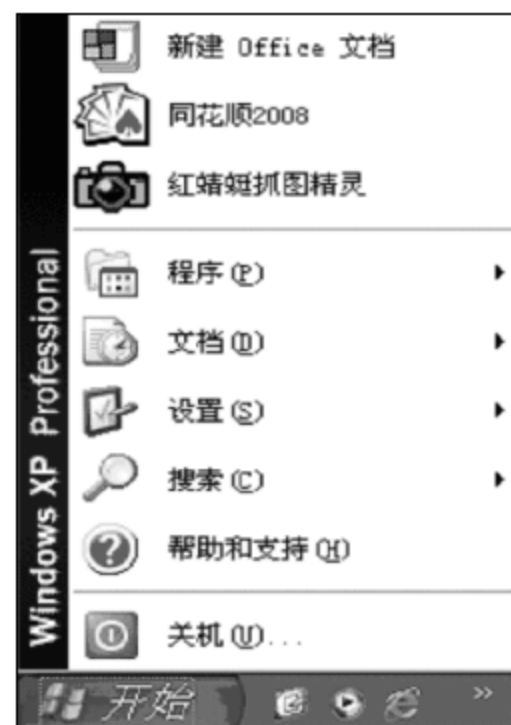 新建 Office 文档
同花顺2008
红蜻蜓抓图精灵
程序(P)
文档(D)
设置(S)
搜索(C)
帮助和支持(H)
关机(U)...
Windows XP Professional
开始
»